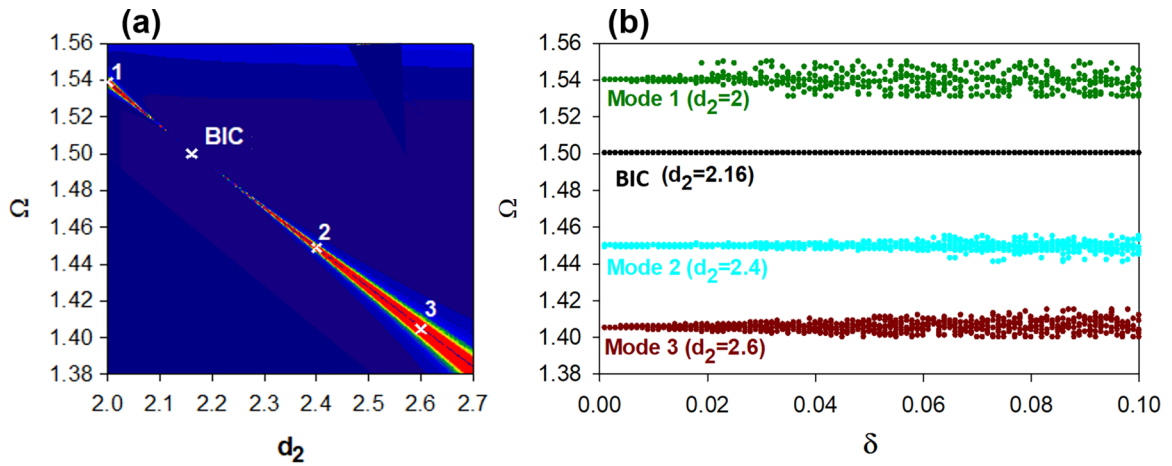 (a)
1.56
1.54
1.52
1.50
1.48
1.46
1.44
1.42
1.40
1.38
Ω
1
BIC
2
3
2.0 2.1 2.2 2.3 2.4 2.5 2.6 2.7
d2
(b)
1.56
1.54
1.52
1.50
1.48
1.46
1.44
1.42
1.40
1.38
Ω
Mode 1 (d2=2)
BIC (d2=2.16)
Mode 2 (d2=2.4)
Mode 3 (d2=2.6)
0.00 0.02 0.04 0.06 0.08 0.10
δ